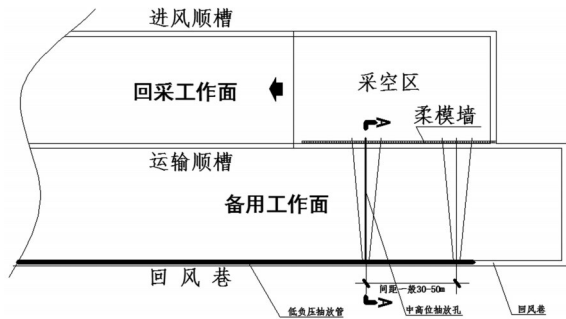 进风顺槽
回采工作面
采空区
A
柔模墙
运输顺槽
备用工作面
回风巷
间距一般30-50m
低负压抽放管
A
中高位抽放孔
回风巷